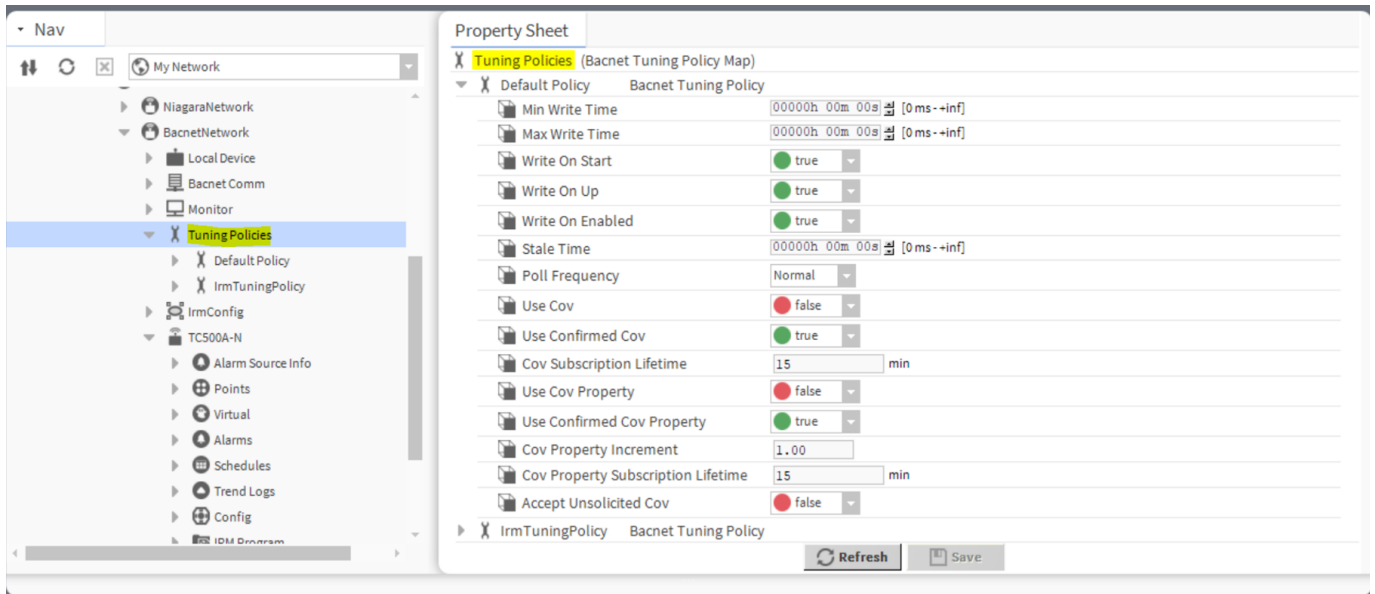 Nav
My Network
NiagaraNetwork
BacnetNetwork
Local Device
Bacnet Comm
Monitor
Tuning Policies
Default Policy
IrmTuningPolicy
IrmConfig
TC500A-N
Alarm Source Info
Points
Virtual
Alarms
Schedules
Trend Logs
Config
Property Sheet
Tuning Policies (Bacnet Tuning Policy Map)
Default Policy Bacnet Tuning Policy
Min Write Time 00000h 00m 00s [0 ms - +inf]
Max Write Time 00000h 00m 00s [0 ms - +inf]
Write On Start true
Write On Up true
Write On Enabled true
Stale Time 00000h 00m 00s [0 ms - +inf]
Poll Frequency Normal
Use Cov false
Use Confirmed Cov true
Cov Subscription Lifetime 15 min
Use Cov Property false
Use Confirmed Cov Property true
Cov Property Increment 1.00
Cov Property Subscription Lifetime 15 min
Accept Unsolicited Cov false
IrmTuningPolicy Bacnet Tuning Policy
Refresh Save